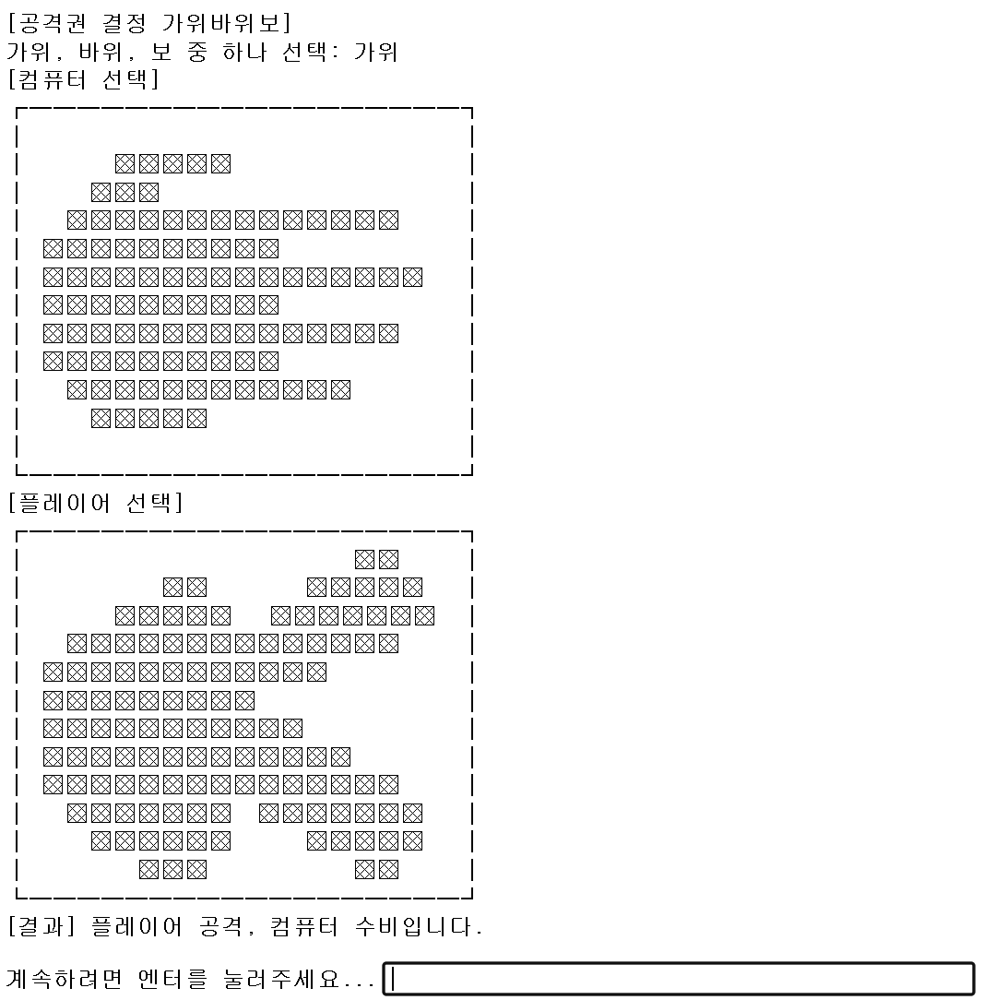 [공격권 결정 가위바위보]
가위, 바위, 보 중 하나 선택: 가위
[컴퓨터 선택]
[플레이어 선택]
[결과] 플레이어 공격, 컴퓨터 수비입니다.
계속하려면 엔터를 눌러주세요...